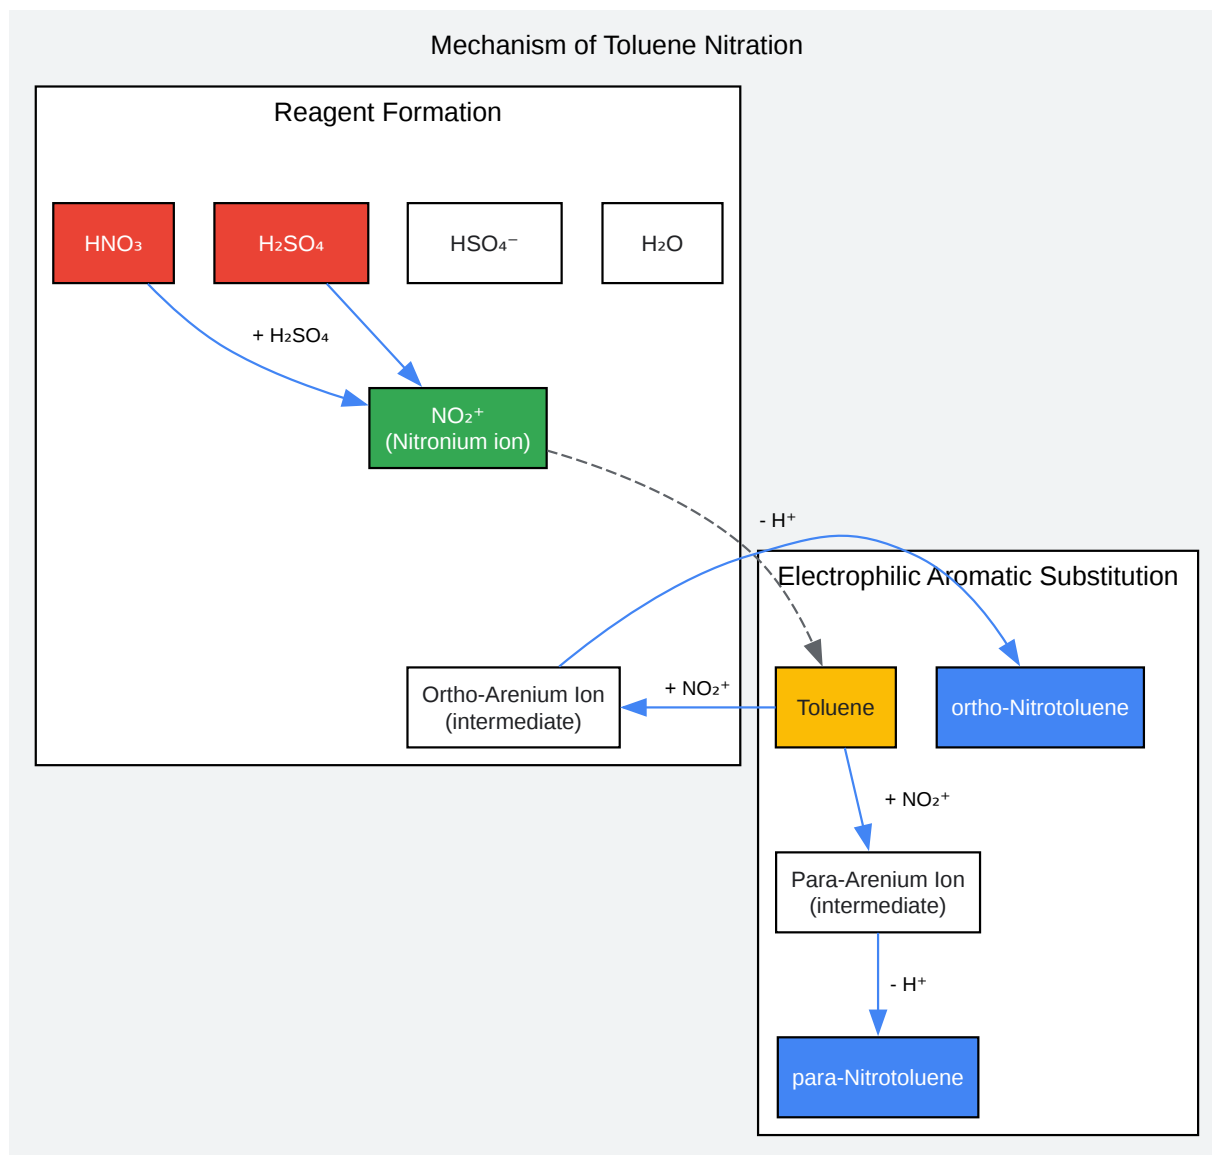 Mechanism of Toluene Nitration
Reagent Formation
HNO₃
H₂SO₄
HSO₄⁻
H₂O
+ H₂SO₄
NO₂⁺
(Nitronium ion)
- H⁺
Electrophilic Aromatic Substitution
Ortho-Arenium Ion
(intermediate)
+ NO₂⁺
Toluene
ortho-Nitrotoluene
+ NO₂⁺
Para-Arenium Ion
(intermediate)
- H⁺
para-Nitrotoluene